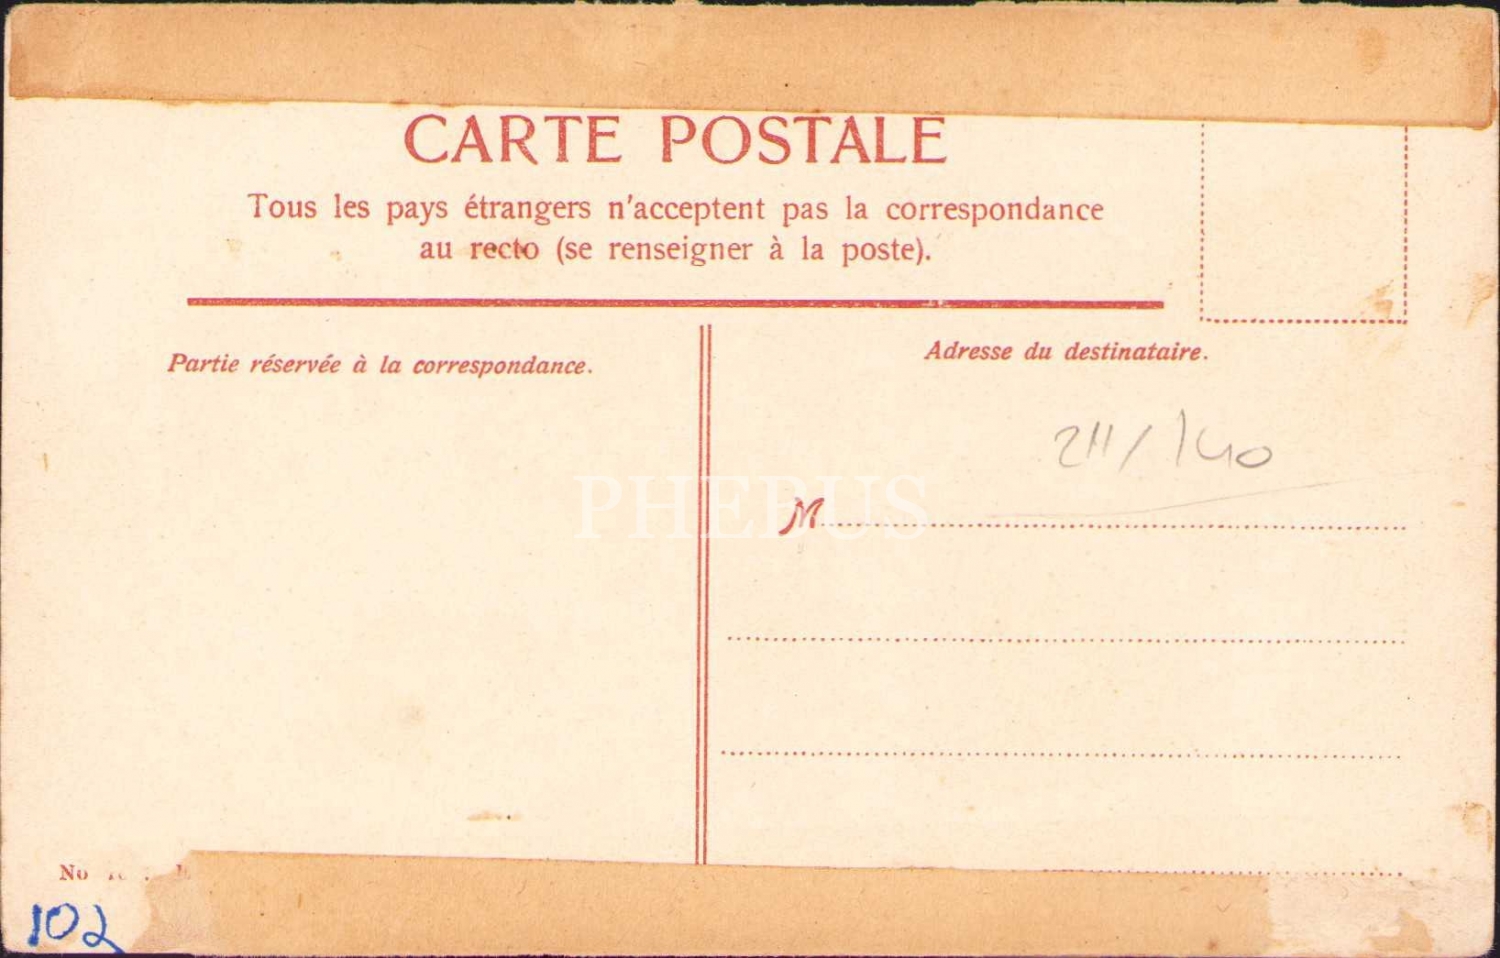 CARTE POSTALE
Tous les pays étrangers n'acceptent pas la correspondance
au recto (se renseigner à la poste).
Partie réservée à la correspondance.
Adresse du destinataire.
211/140
PHEBUS
M
No
102